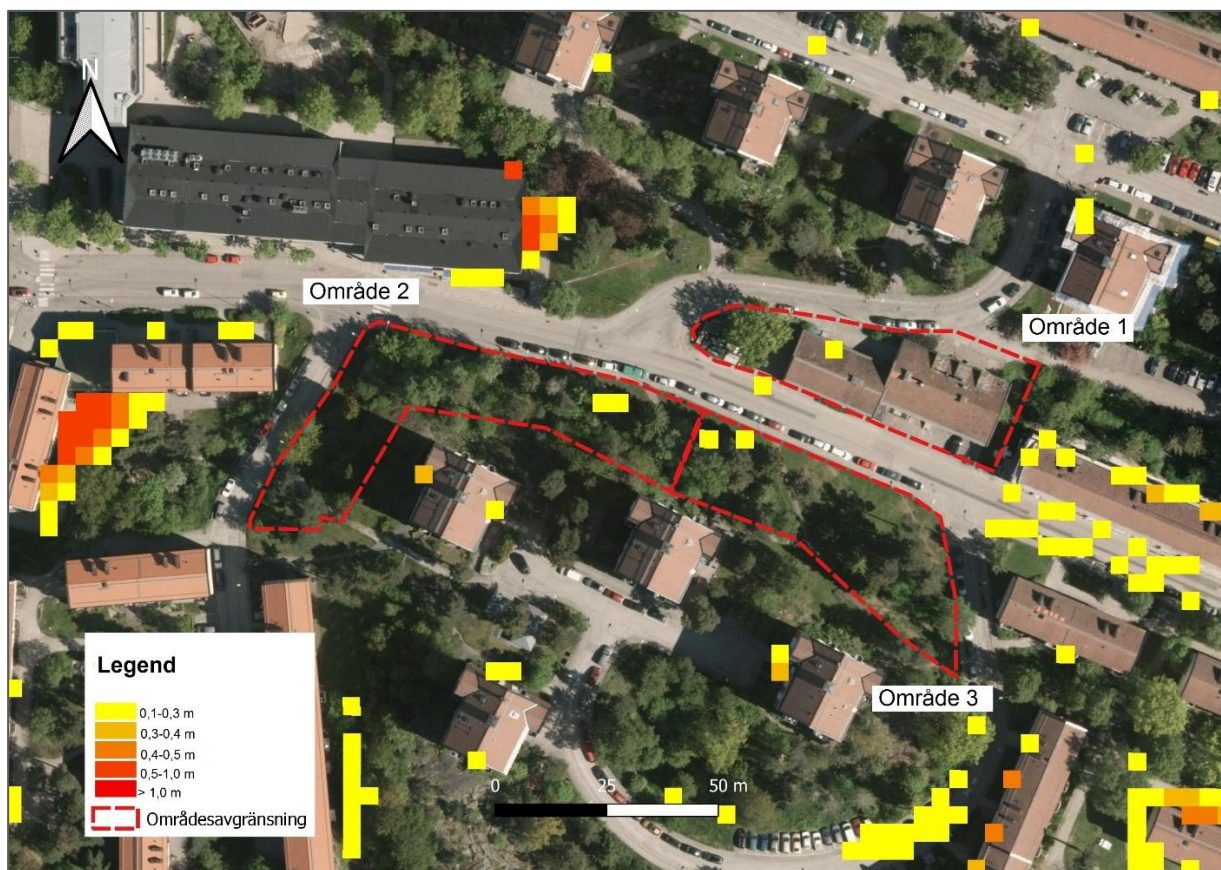 N
Område 2
Område 1
Område 3
Legend
0,1-0,3 m
0,3-0,4 m
0,4-0,5 m
0,5-1,0 m
> 1,0 m
Områdesavgränsning
0 25 50 m